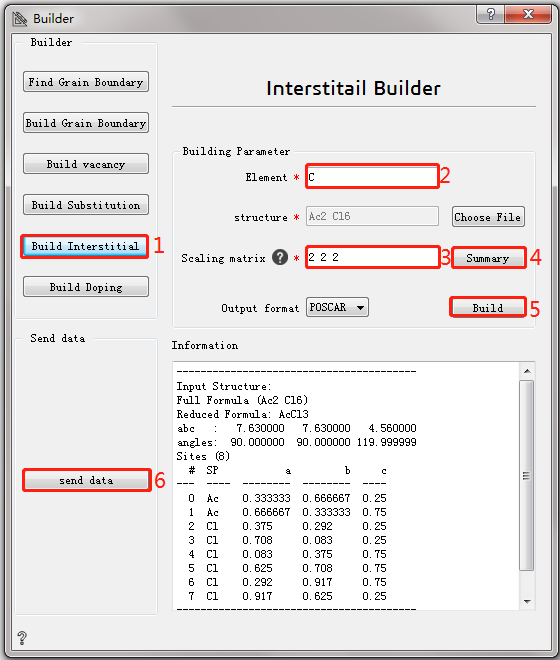 Builder
Builder
Find Grain Boundary
Build Grain Boundary
Build vacancy
Build Substitution
Build Interstitial 1
Build Doping
Send data
send data 6
Interstitail Builder
Building Parameter
Element * C 2
structure * Ac2 Cl6 Choose File
Scaling matrix ? * 2 2 2 3 Summary 4
Output format POSCAR Build 5
Information
----------------------------------------
Input Structure:
Full Formula (Ac2 Cl6)
Reduced Formula: AcCl3
abc : 7.630000 7.630000 4.560000
angles: 90.000000 90.000000 119.999999
Sites (8)
# SP a b c
--- ---- -------- -------- ----
0 Ac 0.333333 0.666667 0.25
1 Ac 0.666667 0.333333 0.75
2 Cl 0.375 0.292 0.25
3 Cl 0.708 0.083 0.25
4 Cl 0.083 0.375 0.75
5 Cl 0.625 0.708 0.75
6 Cl 0.292 0.917 0.75
7 Cl 0.917 0.625 0.25
----------------------------------------
?